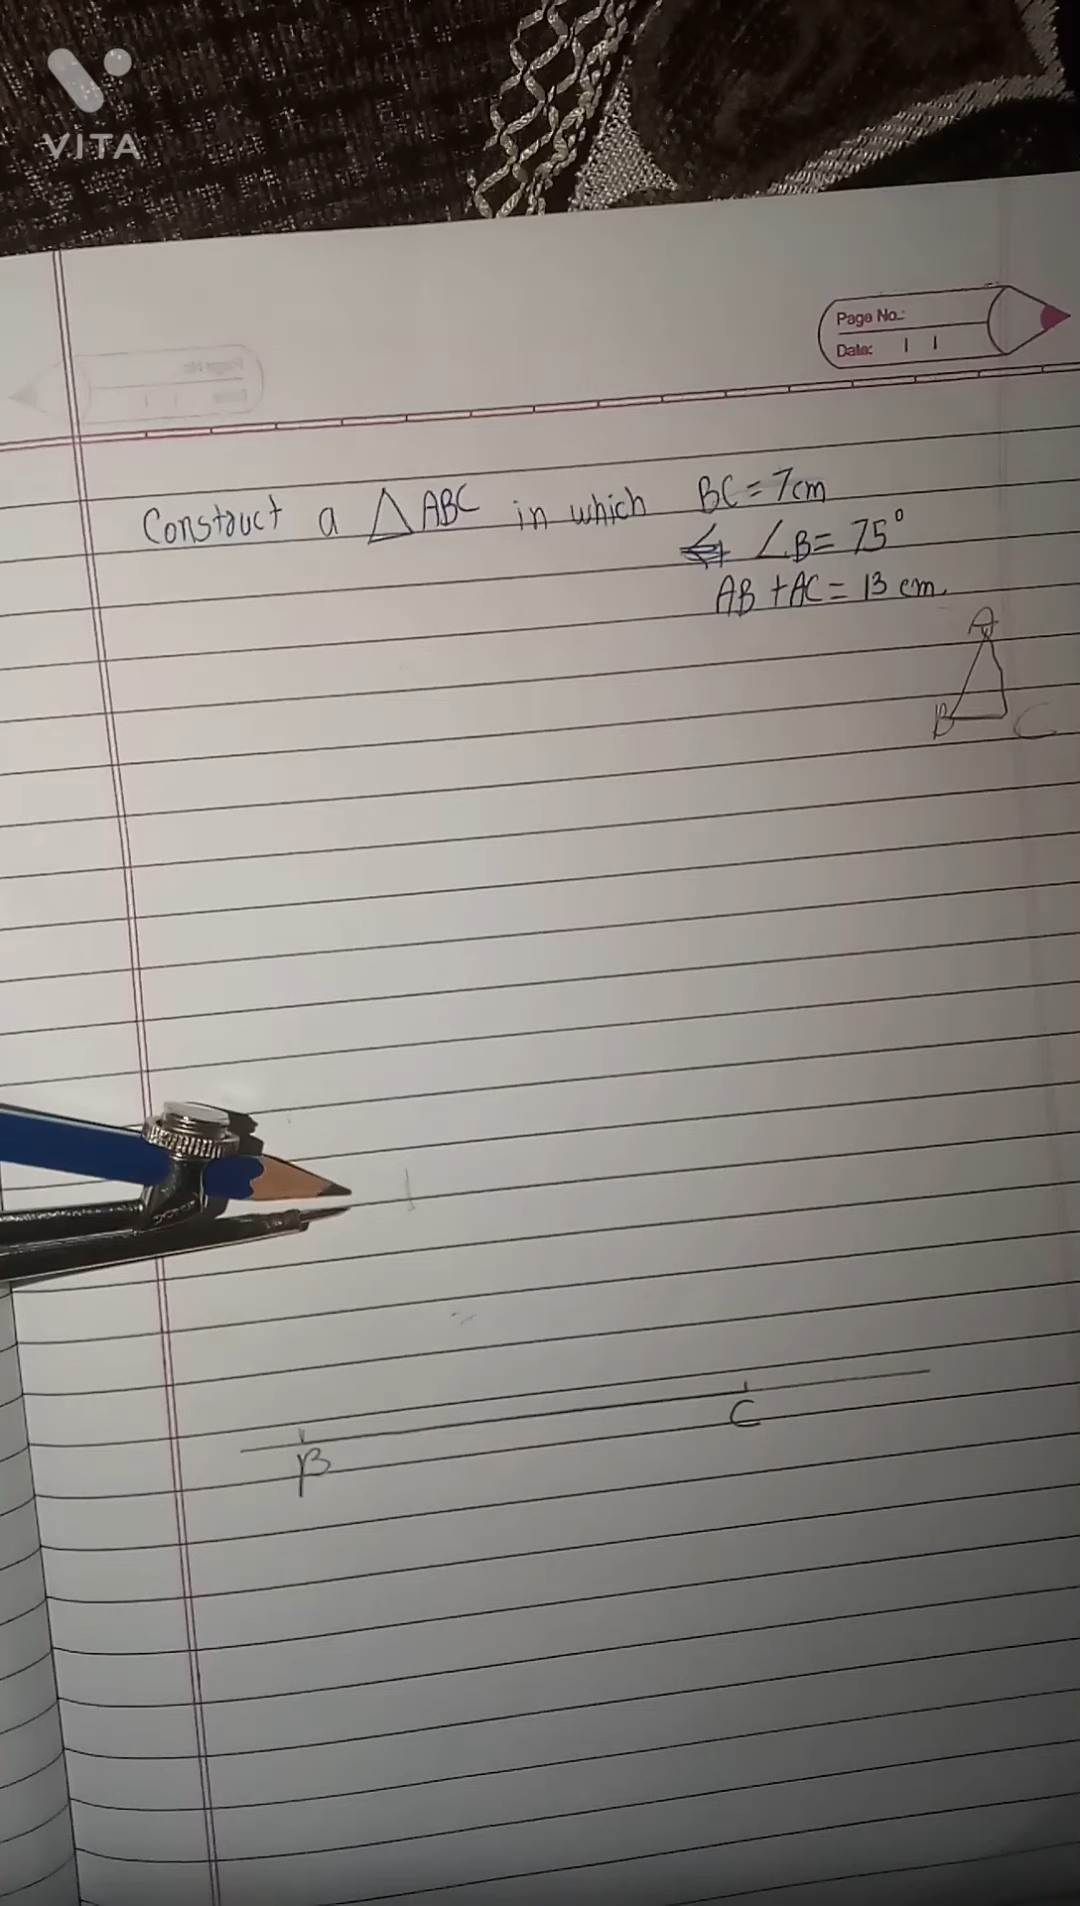 VITA
Page No.:
Date:
Construct a △ ABC in which BC = 7cm
∠B = 75°
AB + AC = 13 cm.
A
B C
B C